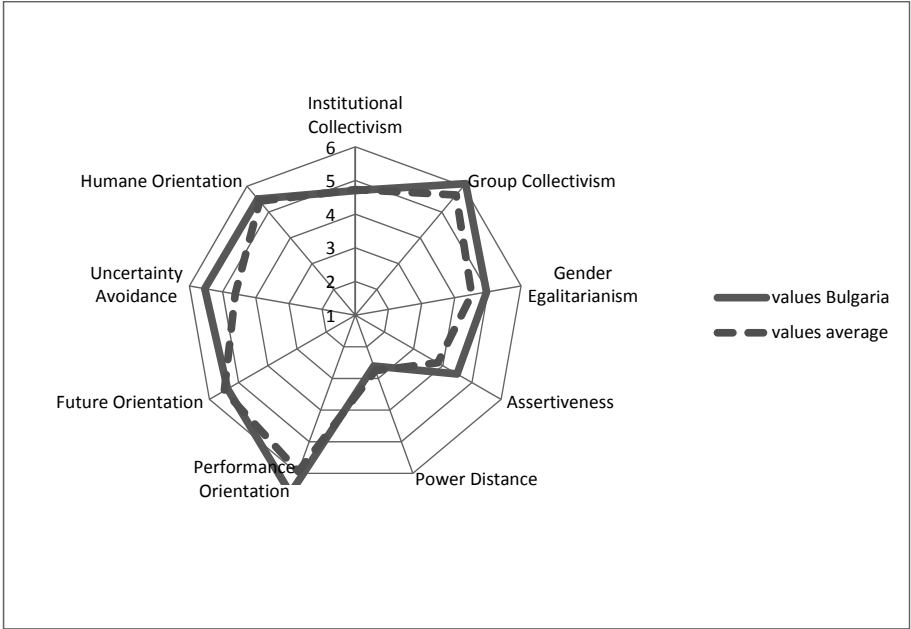 Institutional
Collectivism
6
5
4
3
2
1
Group Collectivism
Gender
Egalitarianism
Assertiveness
Power Distance
Performance
Orientation
Future Orientation
Uncertainty
Avoidance
Humane Orientation
values Bulgaria
values average